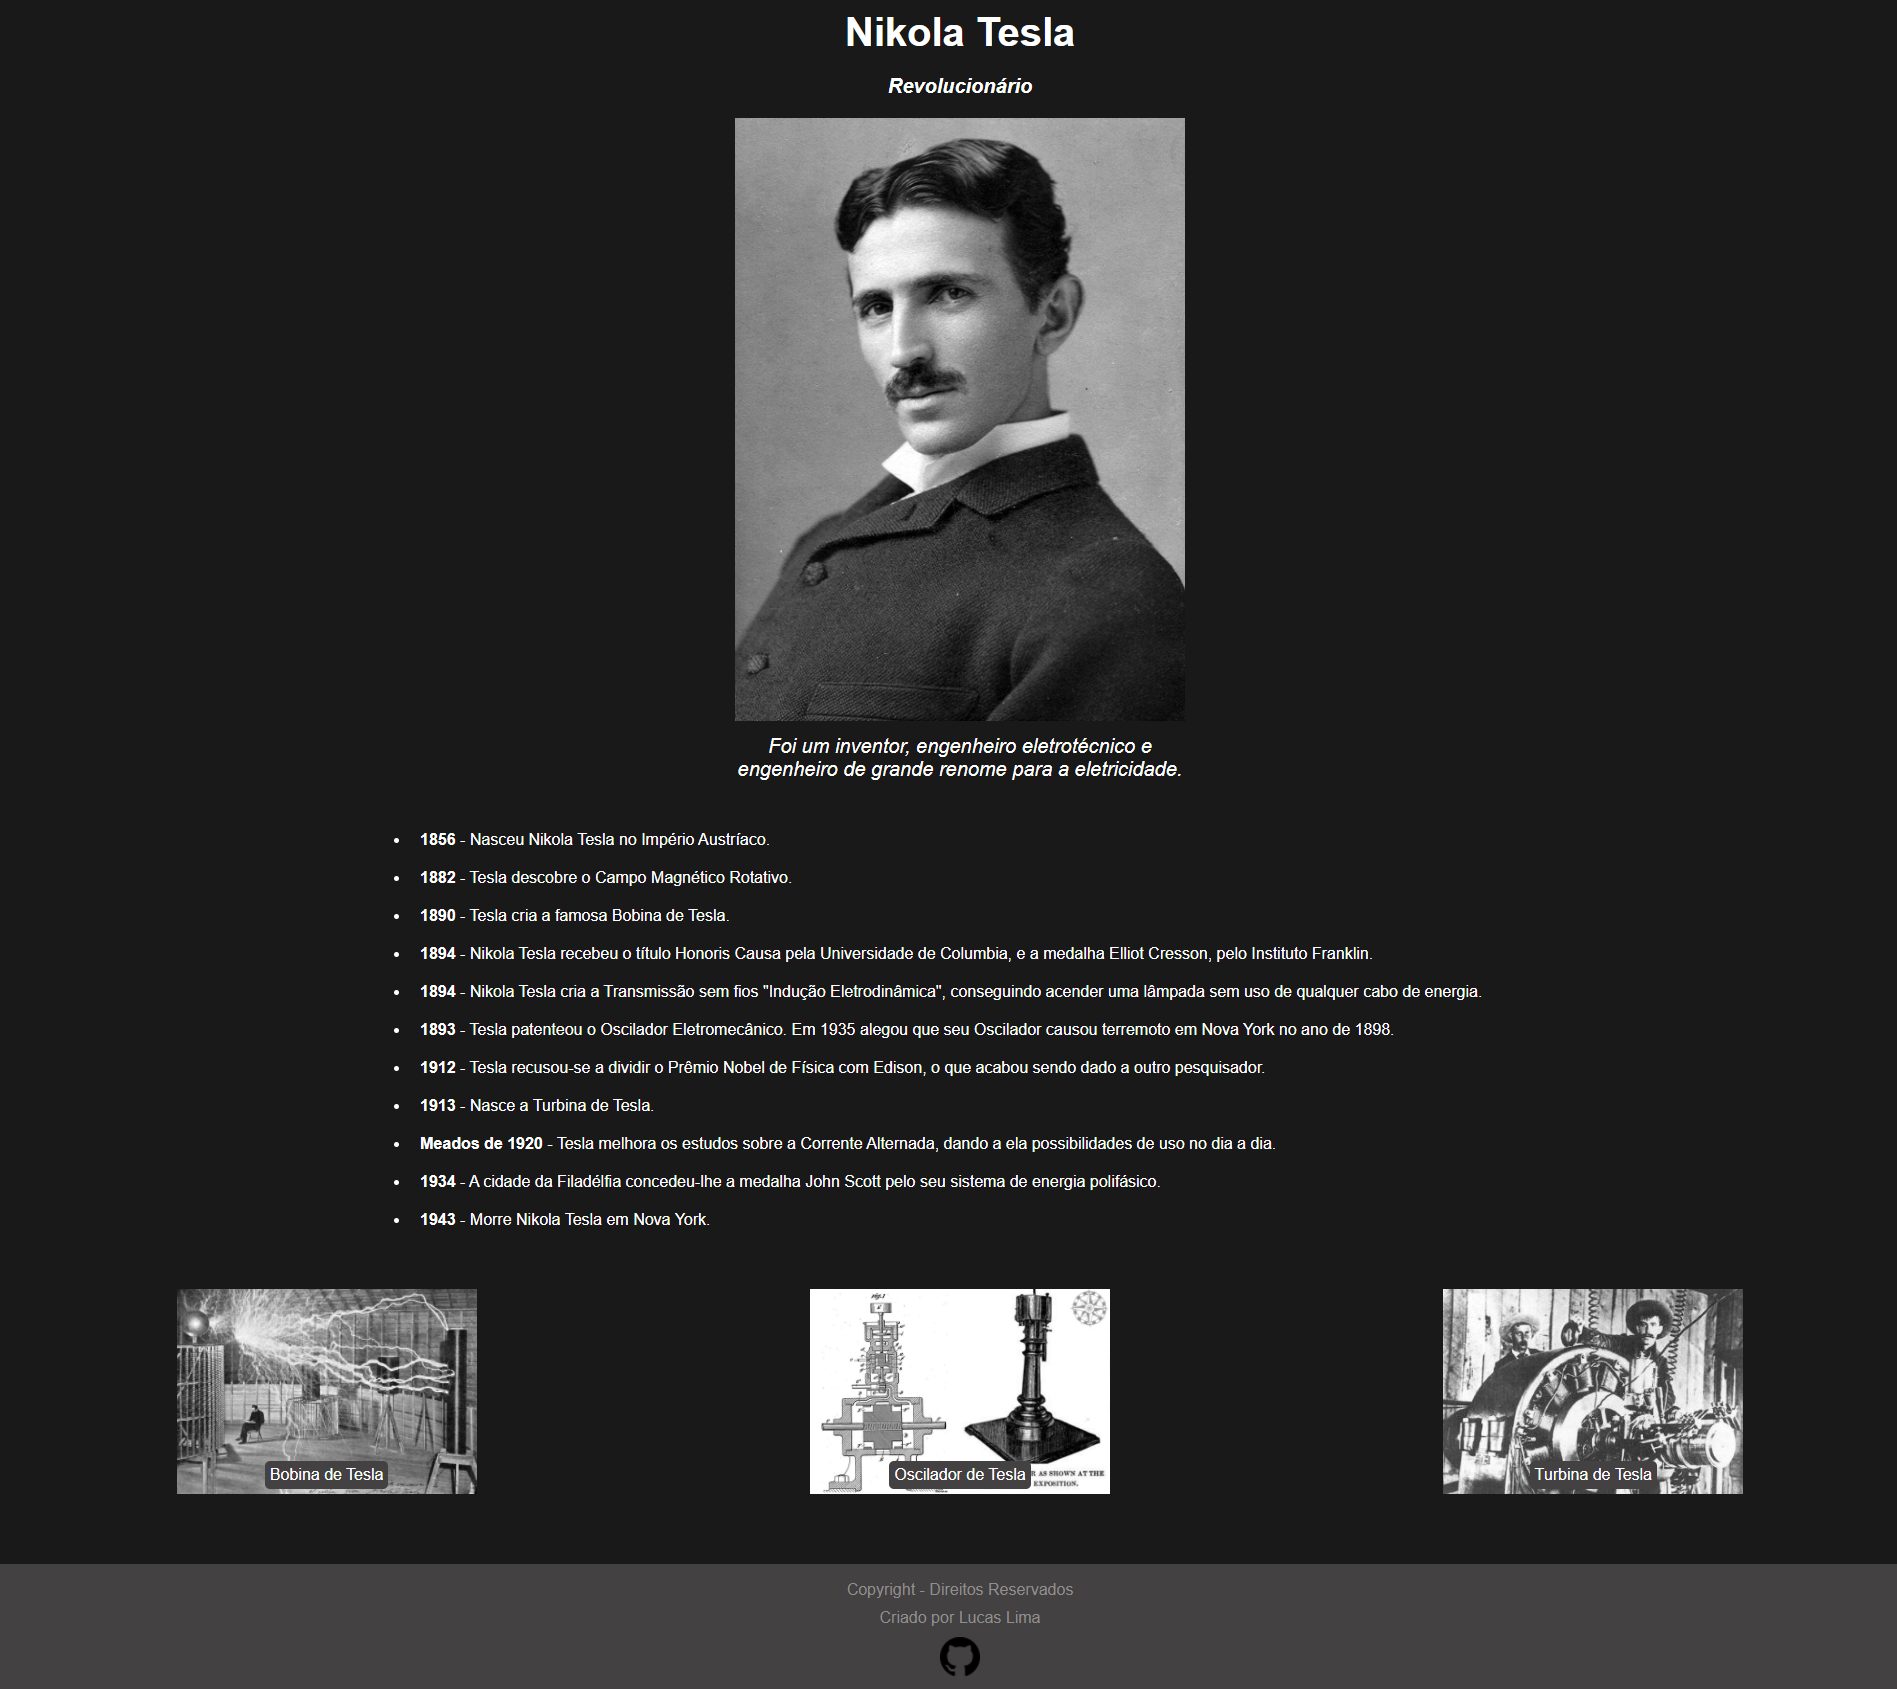 Nikola Tesla
Revolucionário
Foi um inventor, engenheiro eletrotécnico e
engenheiro de grande renome para a eletricidade.
1856 - Nasceu Nikola Tesla no Império Austríaco.
1882 - Tesla descobre o Campo Magnético Rotativo.
1890 - Tesla cria a famosa Bobina de Tesla.
1894 - Nikola Tesla recebeu o título Honoris Causa pela Universidade de Columbia, e a medalha Elliot Cresson, pelo Instituto Franklin.
1894 - Nikola Tesla cria a Transmissão sem fios "Indução Eletrodinâmica", conseguindo acender uma lâmpada sem uso de qualquer cabo de energia.
1893 - Tesla patenteou o Oscilador Eletromecânico. Em 1935 alegou que seu Oscilador causou terremoto em Nova York no ano de 1898.
1912 - Tesla recusou-se a dividir o Prêmio Nobel de Física com Edison, o que acabou sendo dado a outro pesquisador.
1913 - Nasce a Turbina de Tesla.
Meados de 1920 - Tesla melhora os estudos sobre a Corrente Alternada, dando a ela possibilidades de uso no dia a dia.
1934 - A cidade da Filadélfia concedeu-lhe a medalha John Scott pelo seu sistema de energia polifásico.
1943 - Morre Nikola Tesla em Nova York.
Fig.1
Bobina de Tesla
Oscilador de Tesla
R AS SHOWN AT THE
EXPOSITION.
Turbina de Tesla
Copyright - Direitos Reservados
Criado por Lucas Lima